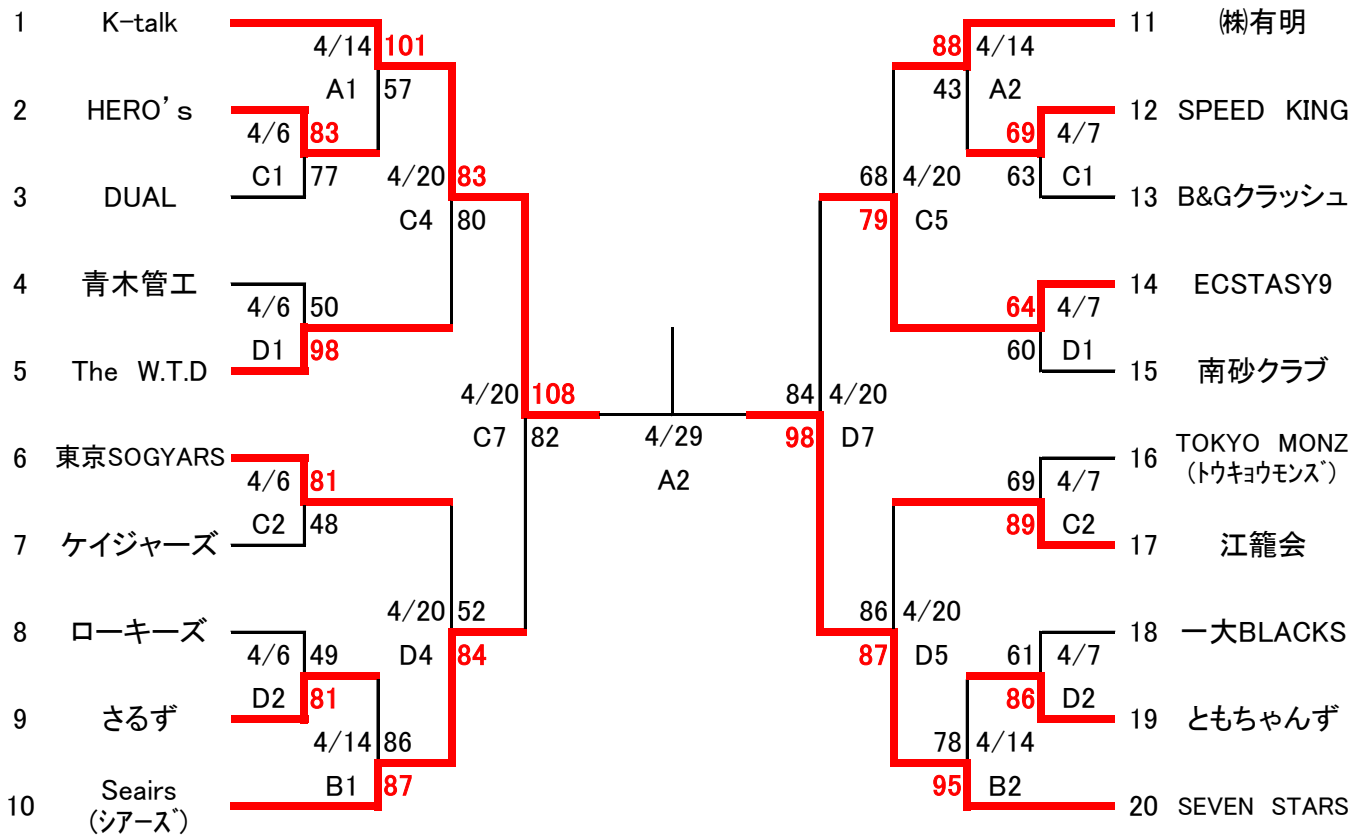 1 K-talk
4/14 101
A1 57
2 HERO’s
4/6 83
C1 77
3 DUAL
4/20 83
C4 80
4 青木管工
4/6 50
D1 98
5 The W.T.D
4/20 108
C7 82
6 東京SOGYARS
4/6 81
C2 48
7 ケイジャーズ
4/20 52
D4 84
8 ローキーズ
4/6 49
D2 81
9 さるず
4/14 86
B1 87
10 Seairs
(シアーズ)
4/29
A2
88 4/14
43 A2
11 ㈱有明
12 SPEED KING
69 4/7
63 C1
13 B&Gクラッシュ
68 4/20
79 C5
14 ECSTASY9
64 4/7
60 D1
15 南砂クラブ
84 4/20
98 D7
16 TOKYO MONZ
(トウキョウモンズ)
69 4/7
89 C2
17 江籠会
86 4/20
87 D5
18 一大BLACKS
61 4/7
86 D2
19 ともちゃんず
78 4/14
95 B2
20 SEVEN STARS